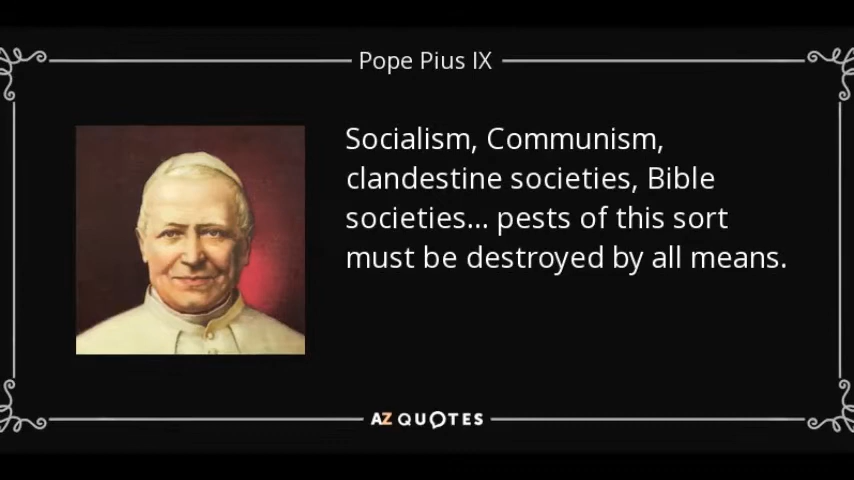 Pope Pius IX
Socialism, Communism,
clandestine societies, Bible
societies... pests of this sort
must be destroyed by all means.
AZ QUOTES